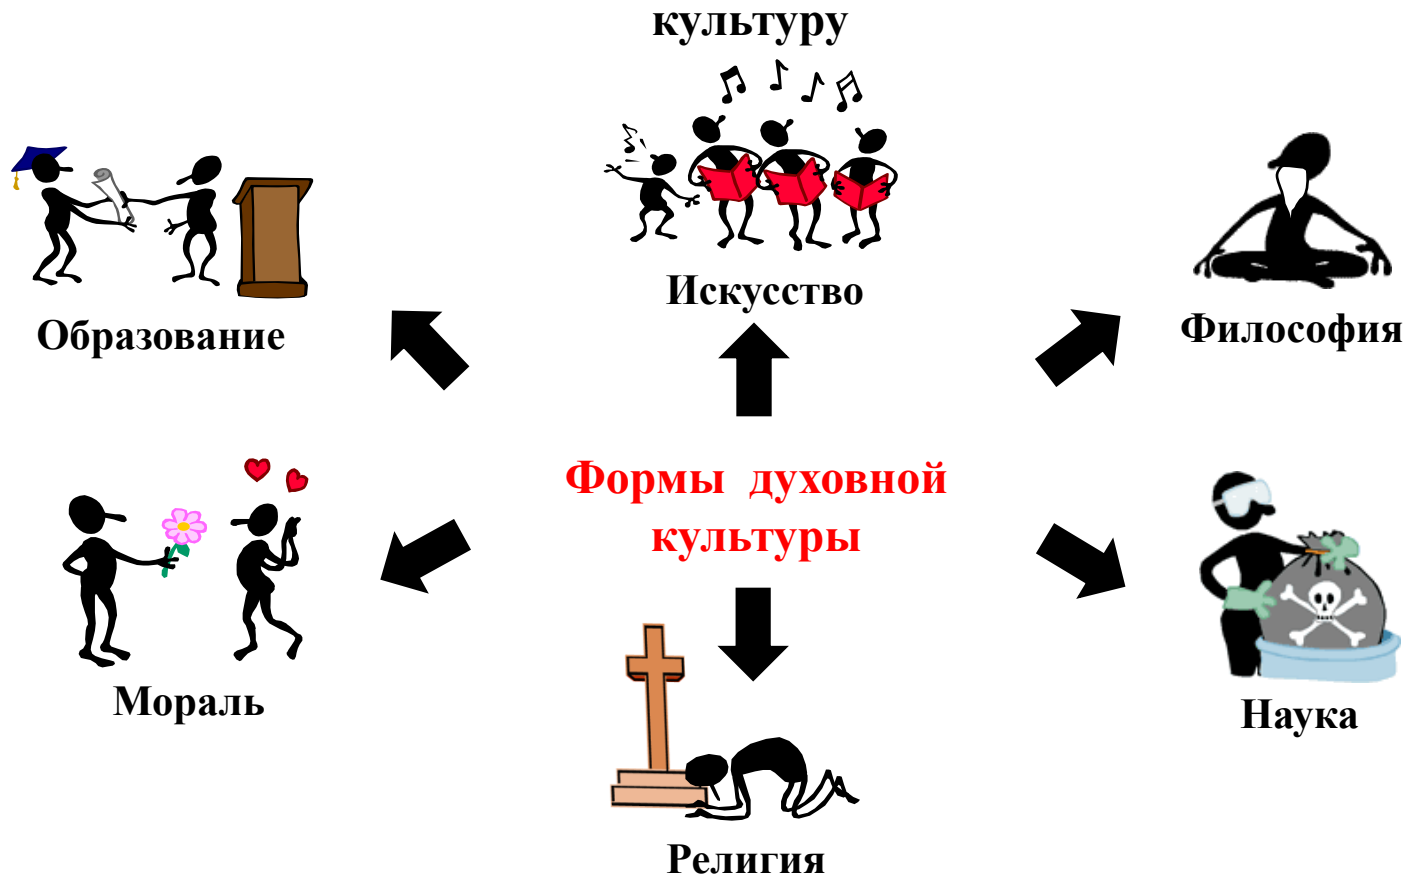 культуру
Искусство
Образование
Философия
Формы духовной
культуры
Мораль
Наука
Религия